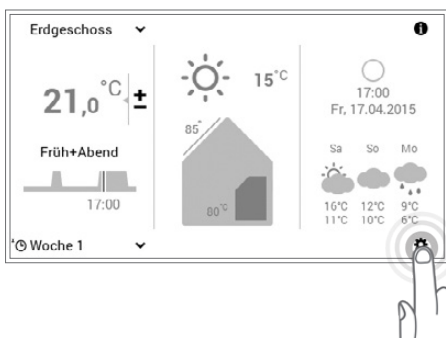 Erdgeschoss
21,0 °C ±
Früh+Abend
17:00
Woche 1
15 °C
85°
80 °C
17:00
Fr, 17.04.2015
Sa So Mo
16°C 12°C 9°C
11°C 10°C 6°C